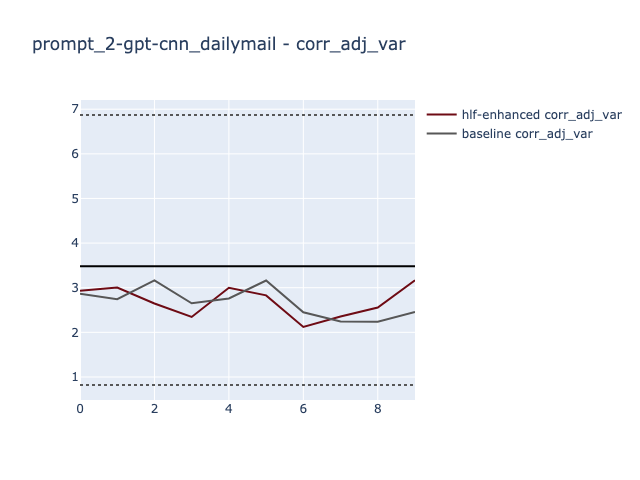 prompt_2-gpt-cnn_dailymail - corr_adj_var
hlf-enhanced corr_adj_var
baseline corr_adj_var
7
6
5
4
3
2
1
0 2 4 6 8